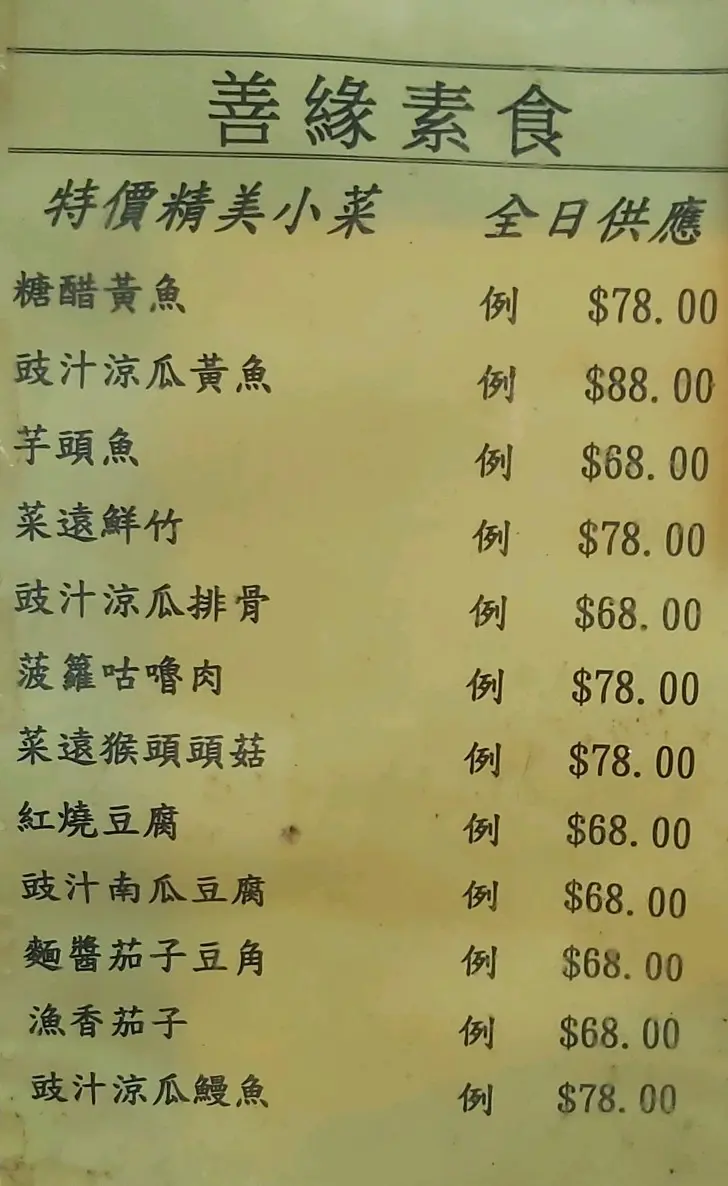 善緣素食
特價精美小菜 全日供應
糖醋黃魚 例 $78.00
豉汁涼瓜黃魚 例 $88.00
芋頭魚 例 $68.00
菜遠鮮竹 例 $78.00
豉汁涼瓜排骨 例 $68.00
菠籮咕嚕肉 例 $78.00
菜遠猴頭頭菇 例 $78.00
紅燒豆腐 例 $68.00
豉汁南瓜豆腐 例 $68.00
麵醬茄子豆角 例 $68.00
漁香茄子 例 $68.00
豉汁涼瓜鰻魚 例 $78.00